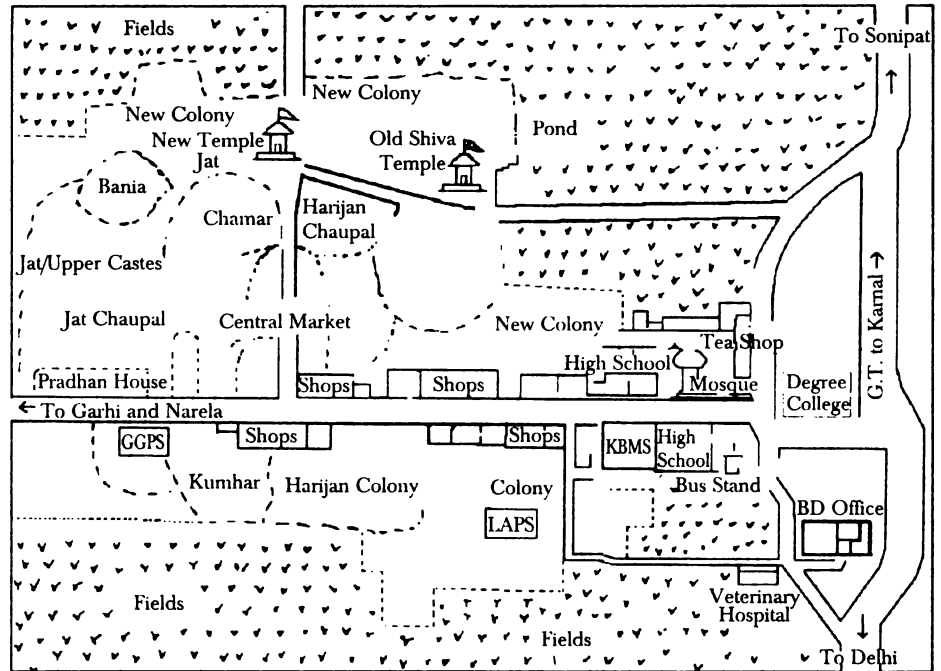 Fields
To Sonipat
New Colony
New Colony
New Temple
Jat
Old Shiva
Temple
Pond
Bania
Chamar
Harijan
Chaupal
Jat/Upper Castes
G.T. to Karnal →
Jat Chaupal
Central Market
New Colony
Tea Shop
High School
Pradhan House
Shops
Shops
Mosque
Degree
College
← To Garhi and Narela
GGPS
Shops
Shops
KBMS
High
School
Kumhar
Harijan Colony
Colony
Bus Stand
LAPS
BD Office
Fields
Veterinary
Hospital
Fields
To Delhi